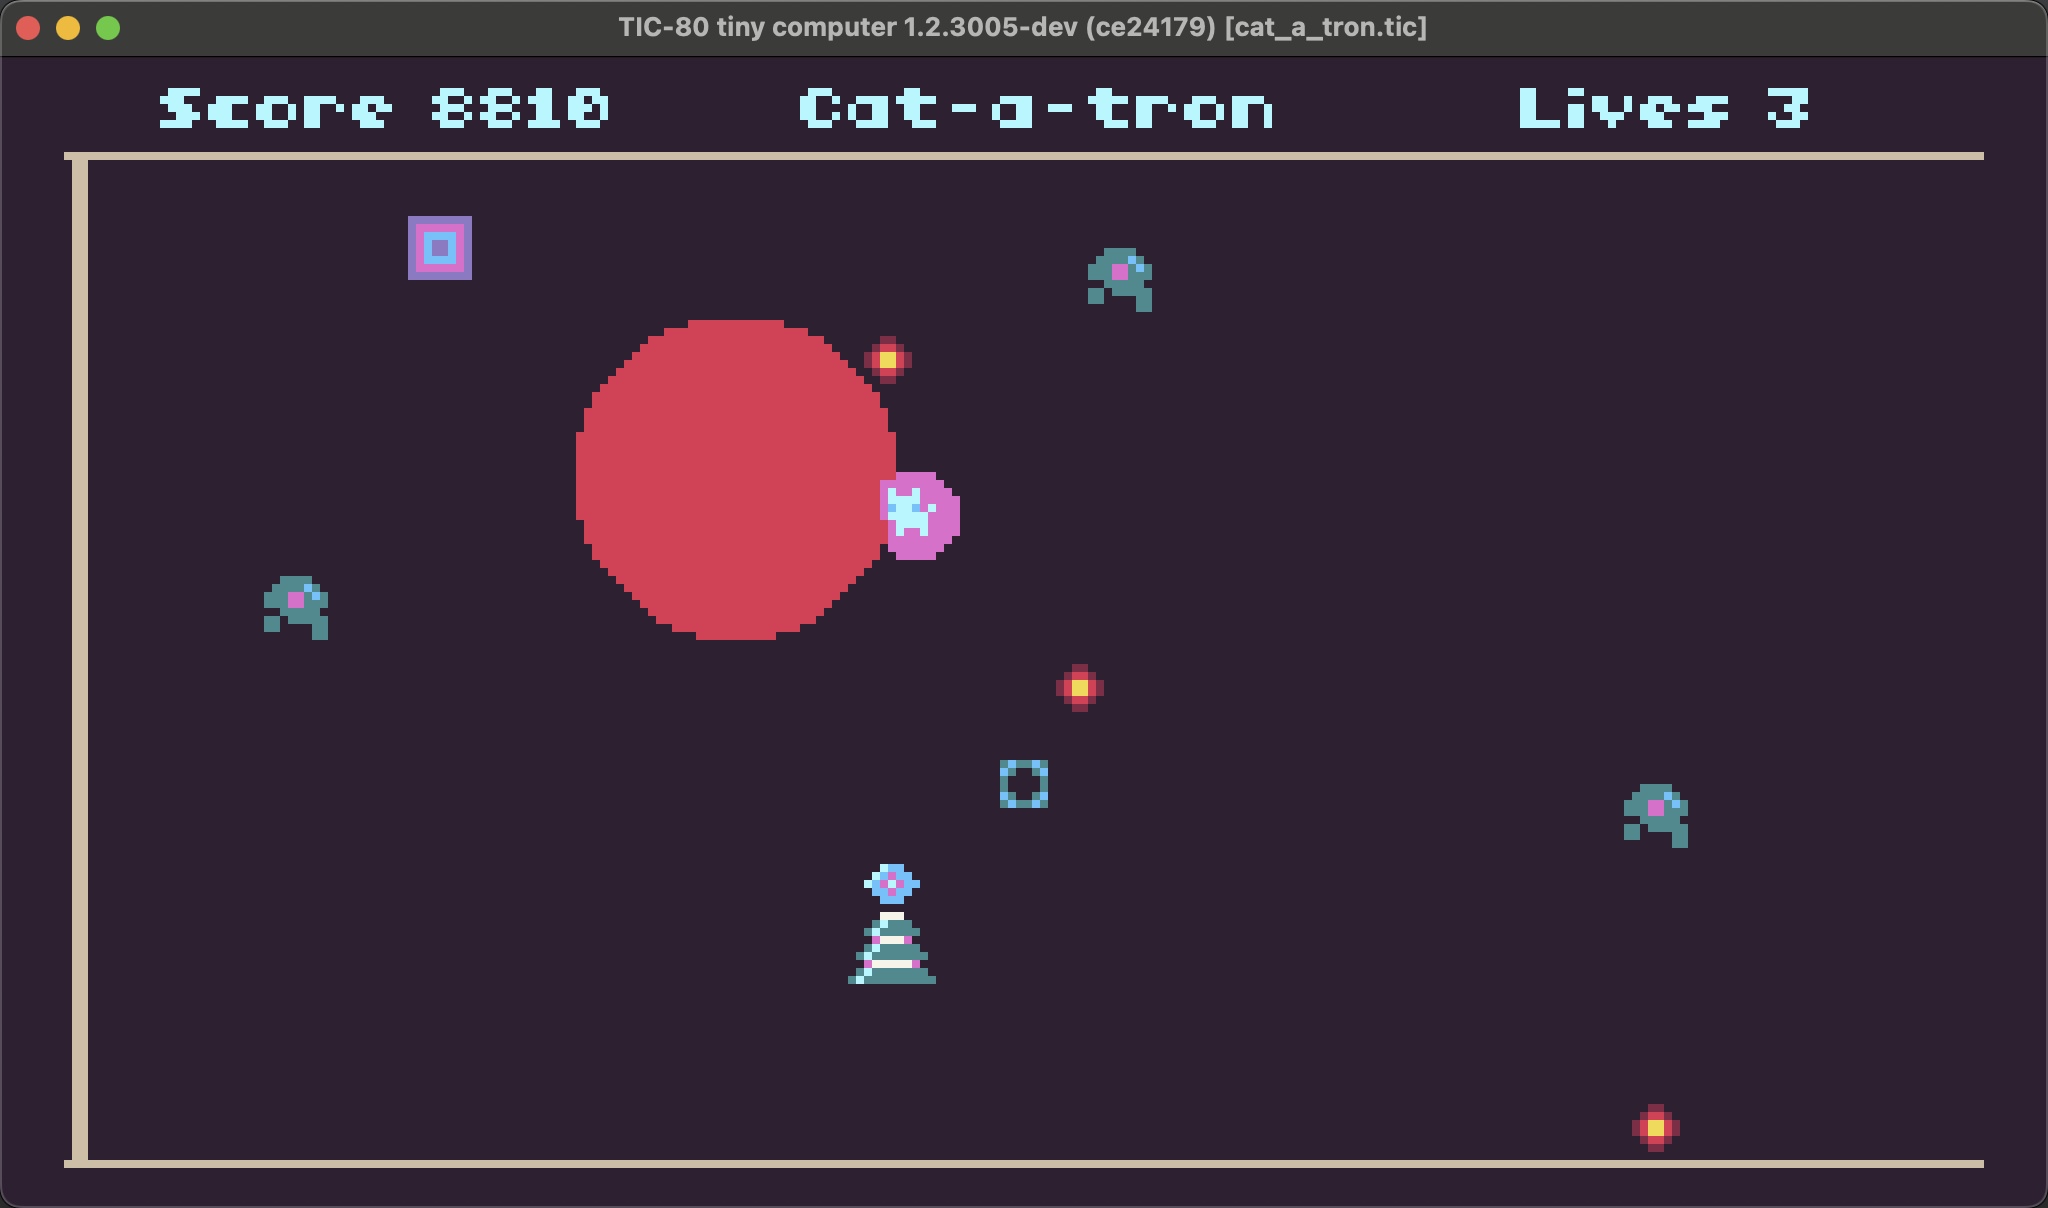 TIC-80 tiny computer 1.2.3005-dev (ce24179) [cat_a_tron.tic]
Score 8810 Cat-a-tron Lives 3